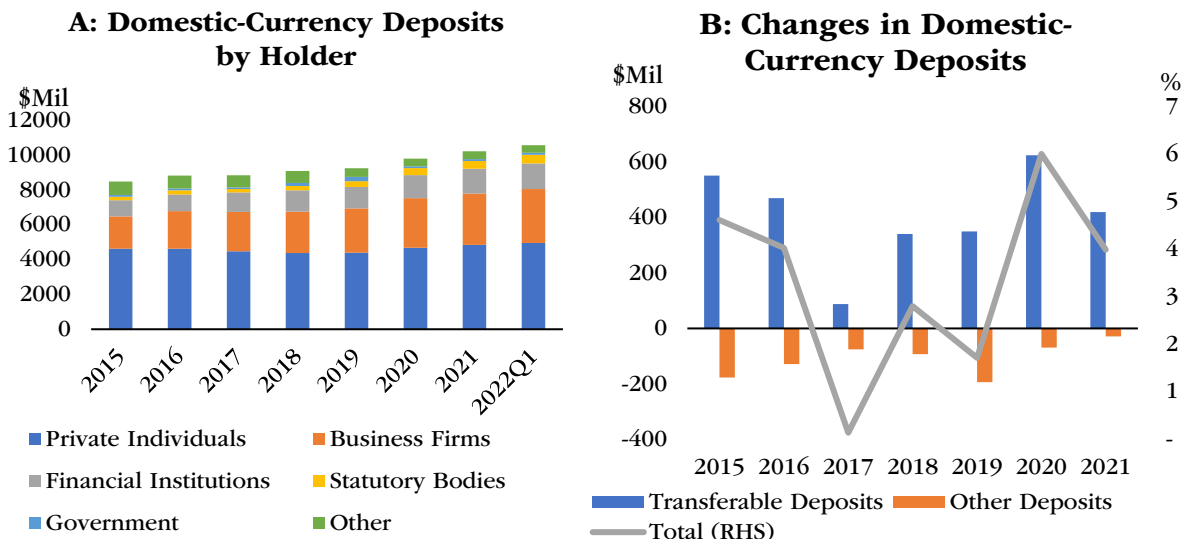 A: Domestic-Currency Deposits
by Holder
$Mil
12000
10000
8000
6000
4000
2000
0
2015
2016
2017
2018
2019
2020
2021
2022Q1
Private Individuals
Business Firms
Financial Institutions
Statutory Bodies
Government
Other
B: Changes in Domestic-
Currency Deposits
$Mil
%
800
600
400
200
0
-200
-400
7
6
5
4
3
2
1
-
2015
2016
2017
2018
2019
2020
2021
Transferable Deposits
Other Deposits
Total (RHS)